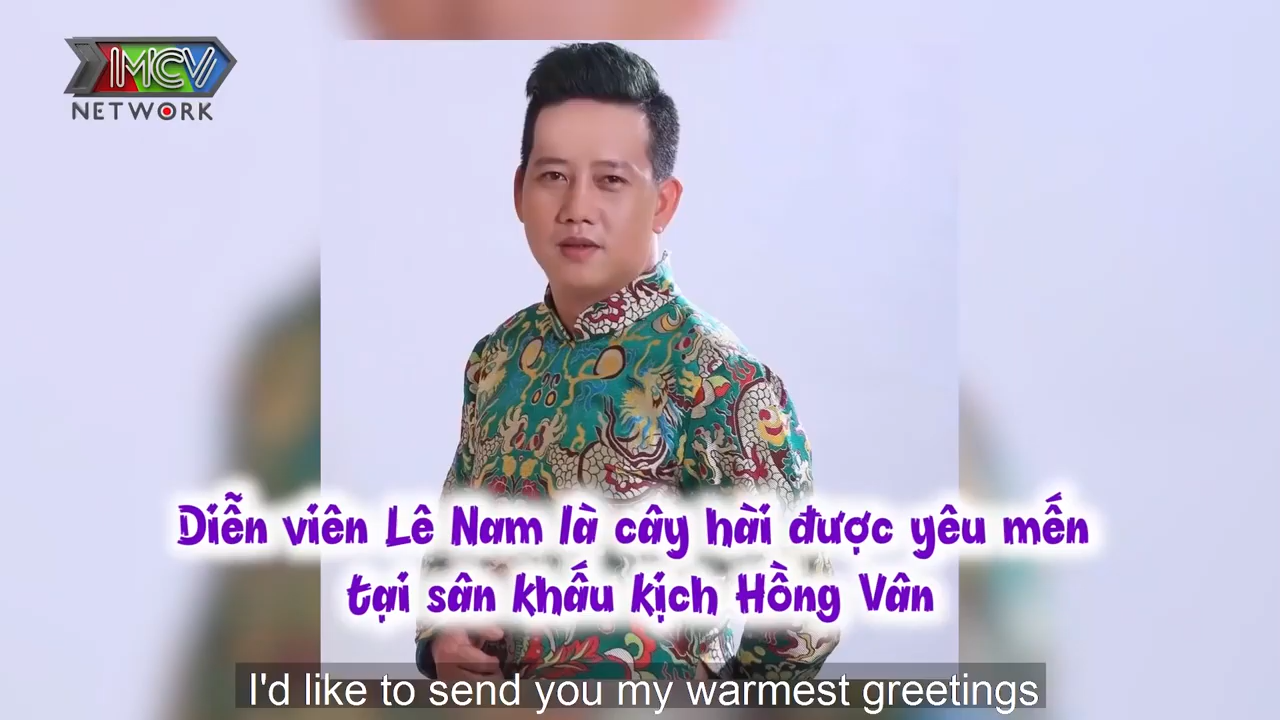 MCV
NETWORK
Diễn viên Lê Nam là cây hài được yêu mến
tại sân khấu kịch Hồng Vân
I'd like to send you my warmest greetings